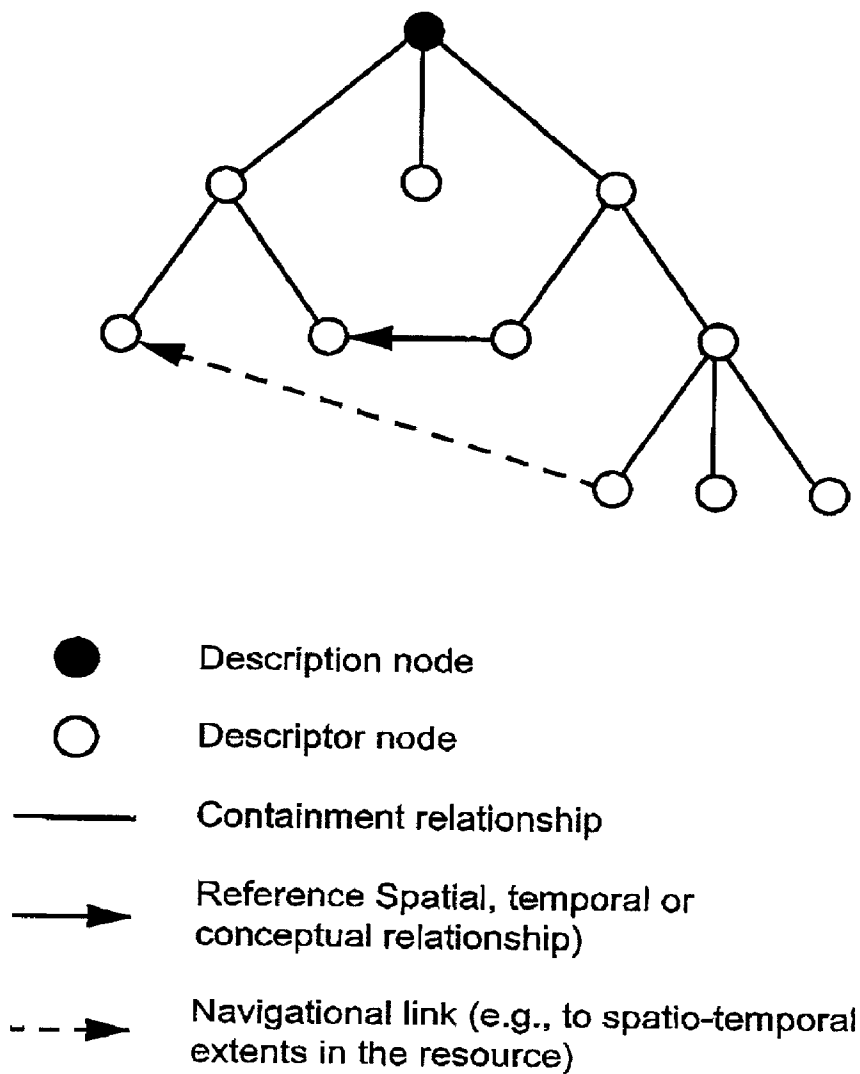 Description node
Descriptor node
Containment relationship
Reference Spatial, temporal or
conceptual relationship)
Navigational link (e.g., to spatio-temporal
extents in the resource)